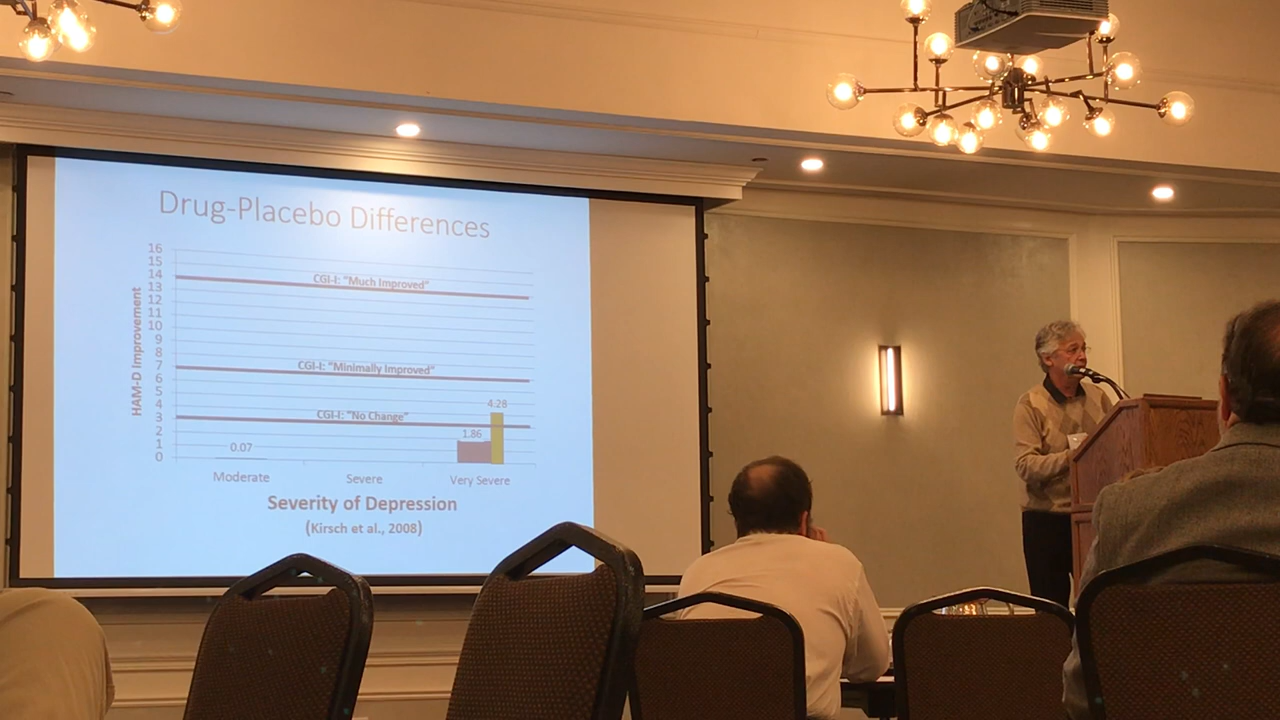 Drug-Placebo Differences
16
15
14
13
12
11
10
9
8
7
6
5
4
3
2
1
0
HAM-D Improvement
CGI-I: "Much Improved"
CGI-I: "Minimally Improved"
CGI-I: "No Change"
0.07
1.86
4.28
Moderate Severe Very Severe
Severity of Depression
(Kirsch et al., 2008)